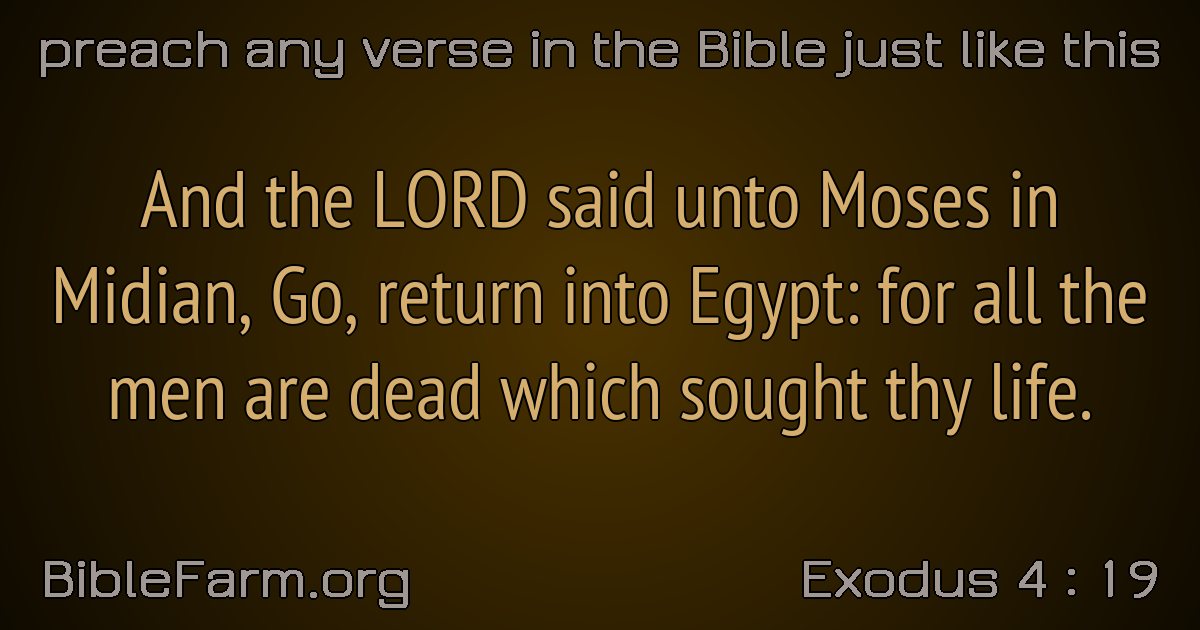 preach any verse in the Bible just like this
And the LORD said unto Moses in
Midian, Go, return into Egypt: for all the
men are dead which sought thy life.
BibleFarm.org
Exodus 4 : 19